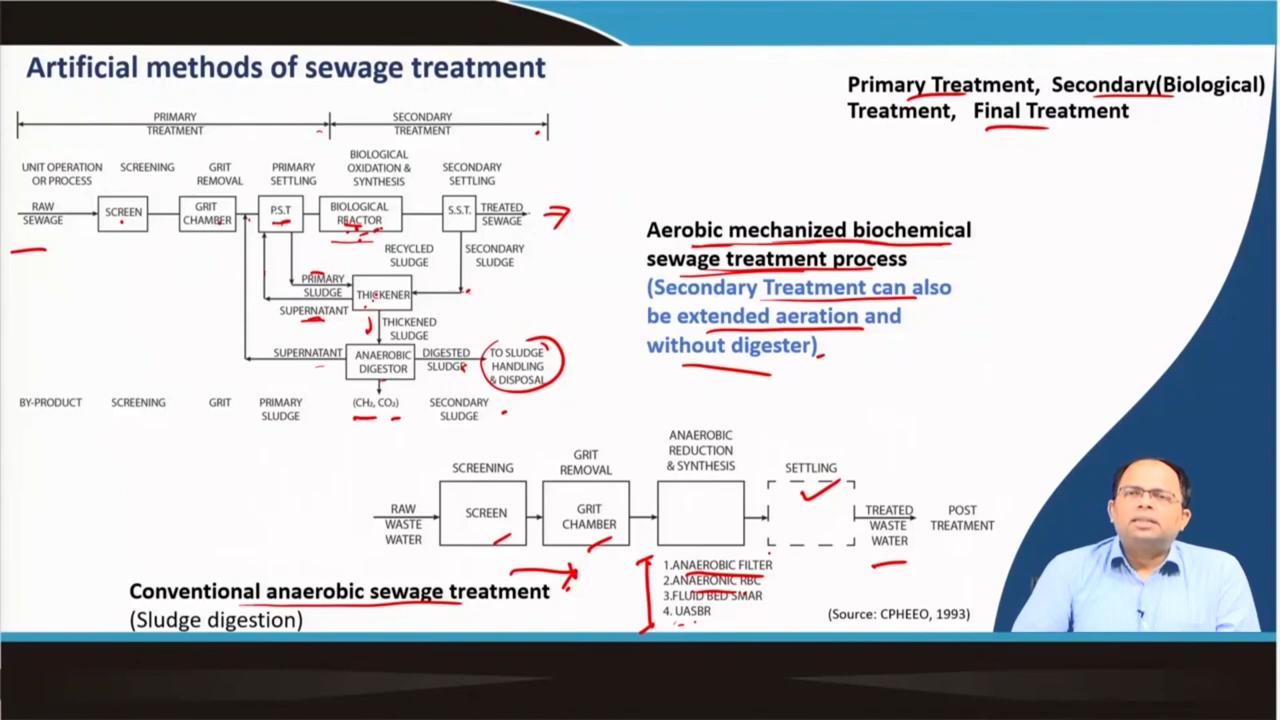 Artificial methods of sewage treatment
Primary Treatment, Secondary(Biological)
Treatment, Final Treatment
PRIMARY
TREATMENT
SECONDARY
TREATMENT
UNIT OPERATION
OR PROCESS
SCREENING
GRIT
REMOVAL
PRIMARY
SETTLING
BIOLOGICAL
OXIDATION &
SYNTHESIS
SECONDARY
SETTLING
RAW
SEWAGE
SCREEN
GRIT
CHAMBER
P.S.T
BIOLOGICAL
REACTOR
S.S.T.
TREATED
SEWAGE
RECYCLED
SLUDGE
SECONDARY
SLUDGE
PRIMARY
SLUDGE
THICKENER
SUPERNATANT
THICKENED
SLUDGE
SUPERNATANT
ANAEROBIC
DIGESTOR
DIGESTED
SLUDGE
TO SLUDGE
HANDLING
& DISPOSAL
BY-PRODUCT
SCREENING
GRIT
PRIMARY
SLUDGE
(CH₂, CO₂)
SECONDARY
SLUDGE
Aerobic mechanized biochemical
sewage treatment process
(Secondary Treatment can also
be extended aeration and
without digester)
RAW
WASTE
WATER
SCREENING
SCREEN
GRIT
REMOVAL
GRIT
CHAMBER
ANAEROBIC
REDUCTION
& SYNTHESIS
SETTLING
TREATED
WASTE
WATER
POST
TREATMENT
1.ANAEROBIC FILTER
2.ANAERONIC RBC
3.FLUID BED SMAR
4. UASBR
Conventional anaerobic sewage treatment
(Sludge digestion)
(Source: CPHEEO, 1993)